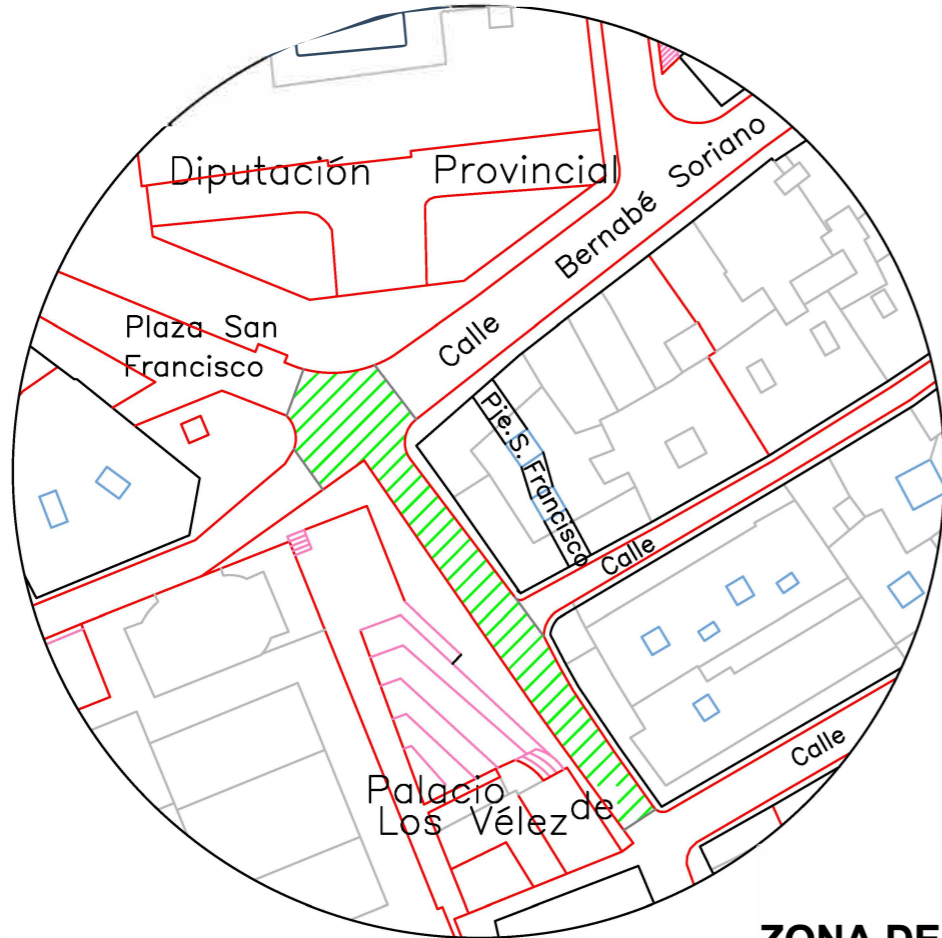 Diputación Provincial
Calle Bernabé Soriano
Plaza San
Francisco
Pje.S. Francisco
Calle
Calle
Palacio de
Los Vélez
ZONA DE